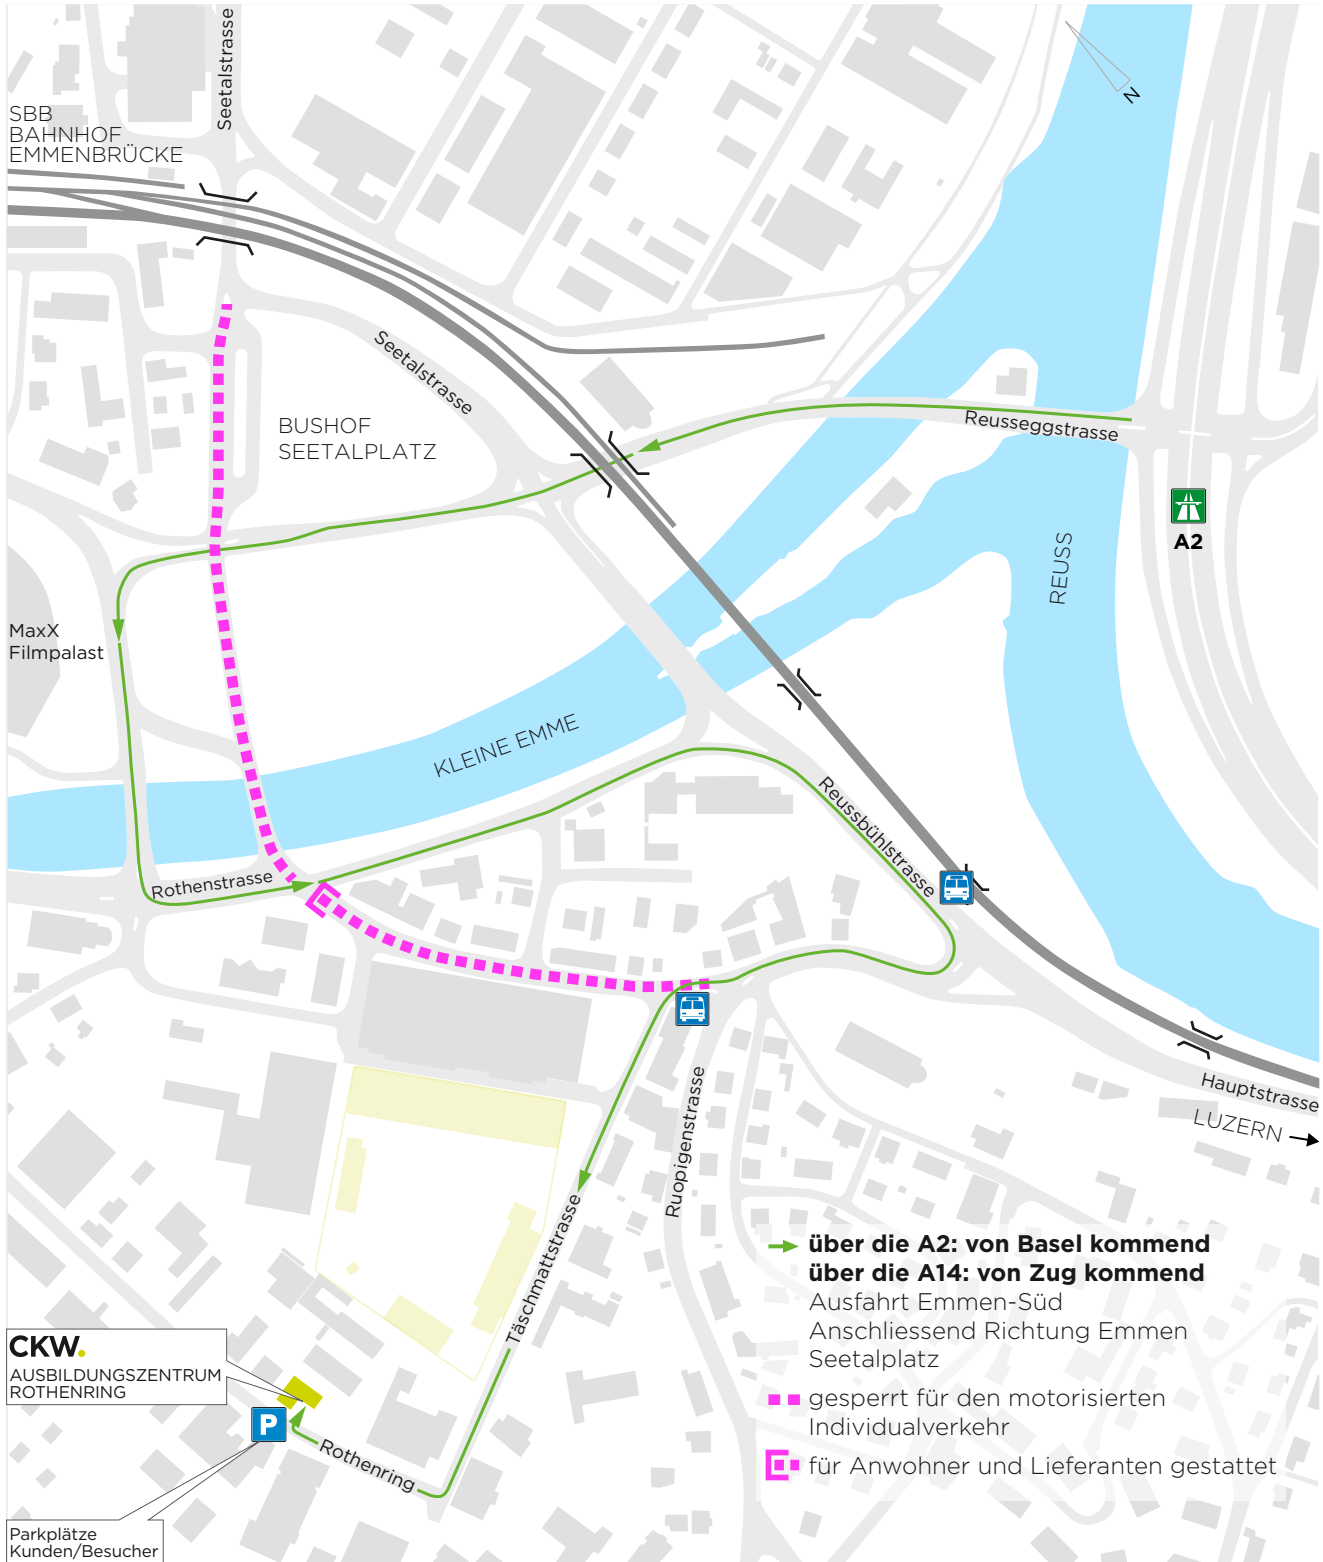 Seetalstrasse
SBB
BAHNHOF
EMMENBRÜCKE
N
Seetalstrasse
BUSHOF
SEETALPLATZ
Reusseggstrasse
A2
REUSS
MaxX
Filmpalast
KLEINE EMME
Reussbühlstrasse
Rothenstrasse
Hauptstrasse
LUZERN
Ruopigenstrasse
Täschmattstrasse
über die A2: von Basel kommend
über die A14: von Zug kommend
Ausfahrt Emmen-Süd
Anschliessend Richtung Emmen
Seetalplatz
gesperrt für den motorisierten
Individualverkehr
für Anwohner und Lieferanten gestattet
CKW.
AUSBILDUNGSZENTRUM
ROTHENRING
P
Rothenring
Parkplätze
Kunden/Besucher